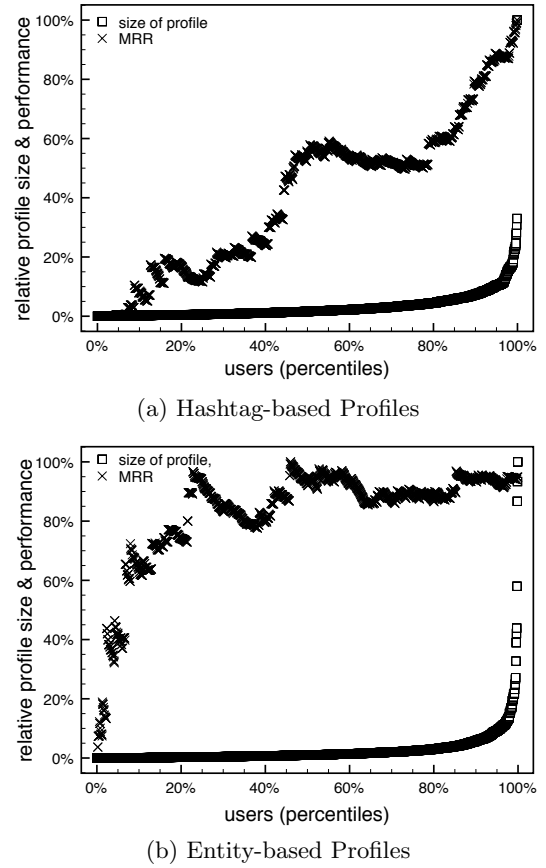 relative profile size & performance
100%
80%
60%
40%
20%
0%
size of profile
MRR
0% 20% 40% 60% 80% 100%
users (percentiles)
(a) Hashtag-based Profiles
relative profile size & performance
100%
80%
60%
40%
20%
0%
size of profile,
MRR
0% 20% 40% 60% 80% 100%
users (percentiles)
(b) Entity-based Profiles